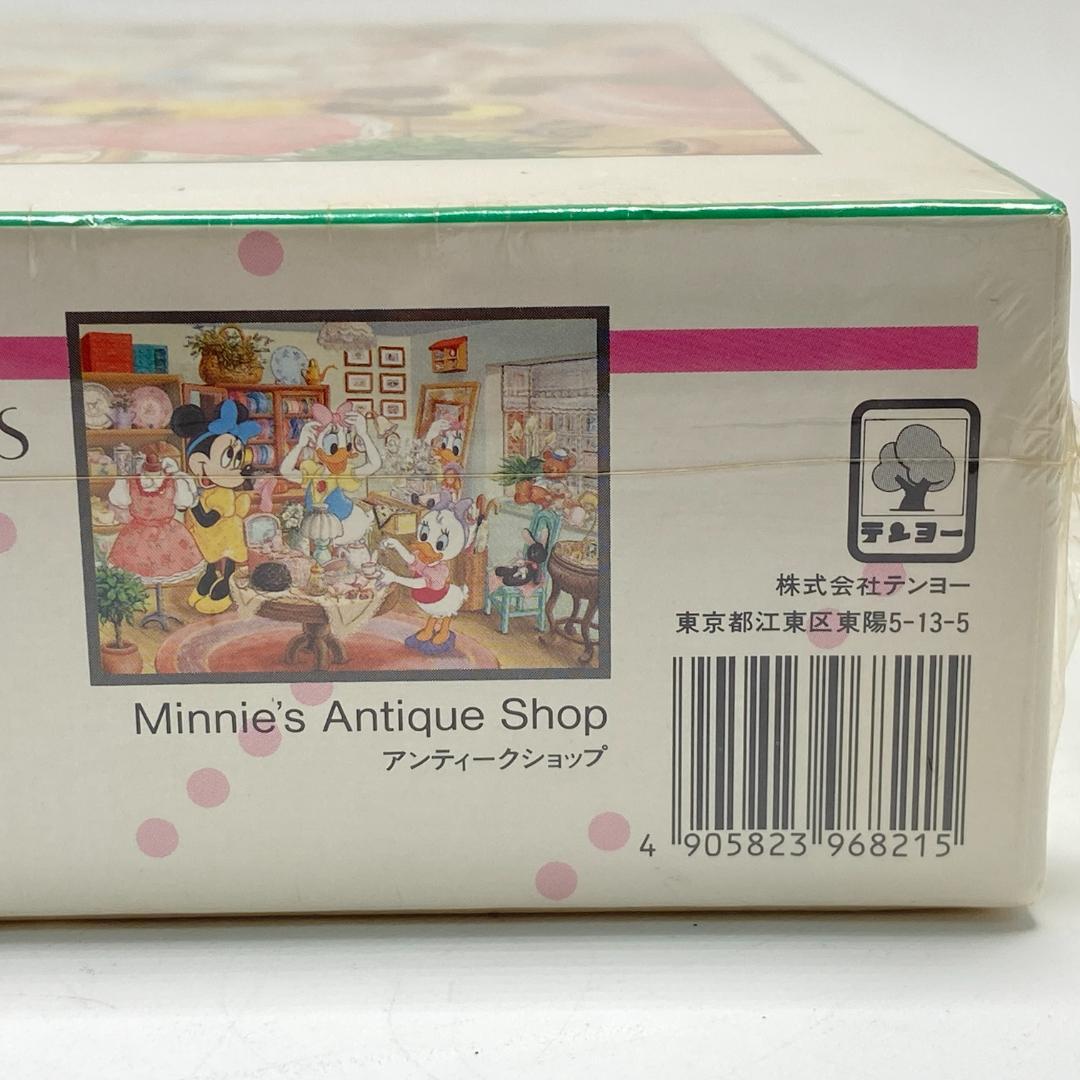 S
Minnie's Antique Shop
アンティークショップ
テンヨー
株式会社テンヨー
東京都江東区東陽5-13-5
4 905823 968215